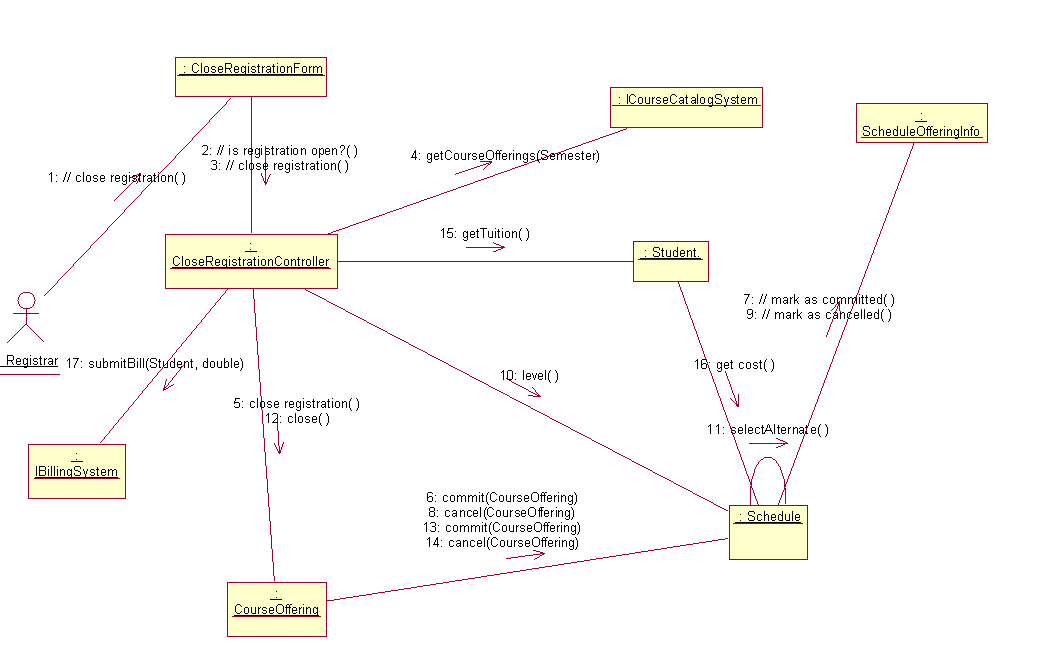 : CloseRegistrationForm
: ICourseCatalogSystem
:
ScheduleOfferingInfo
2: // is registration open?( )
3: // close registration( )
4: getCourseOfferings(Semester)
1: // close registration( )
15: getTuition( )
:
CloseRegistrationController
: Student.
7: // mark as committed( )
9: // mark as cancelled( )
: Registrar
17: submitBill(Student, double)
16: get cost( )
10: level( )
5: close registration( )
12: close( )
11: selectAlternate( )
:
IBillingSystem
6: commit(CourseOffering)
8: cancel(CourseOffering)
13: commit(CourseOffering)
14: cancel(CourseOffering)
: Schedule
:
CourseOffering